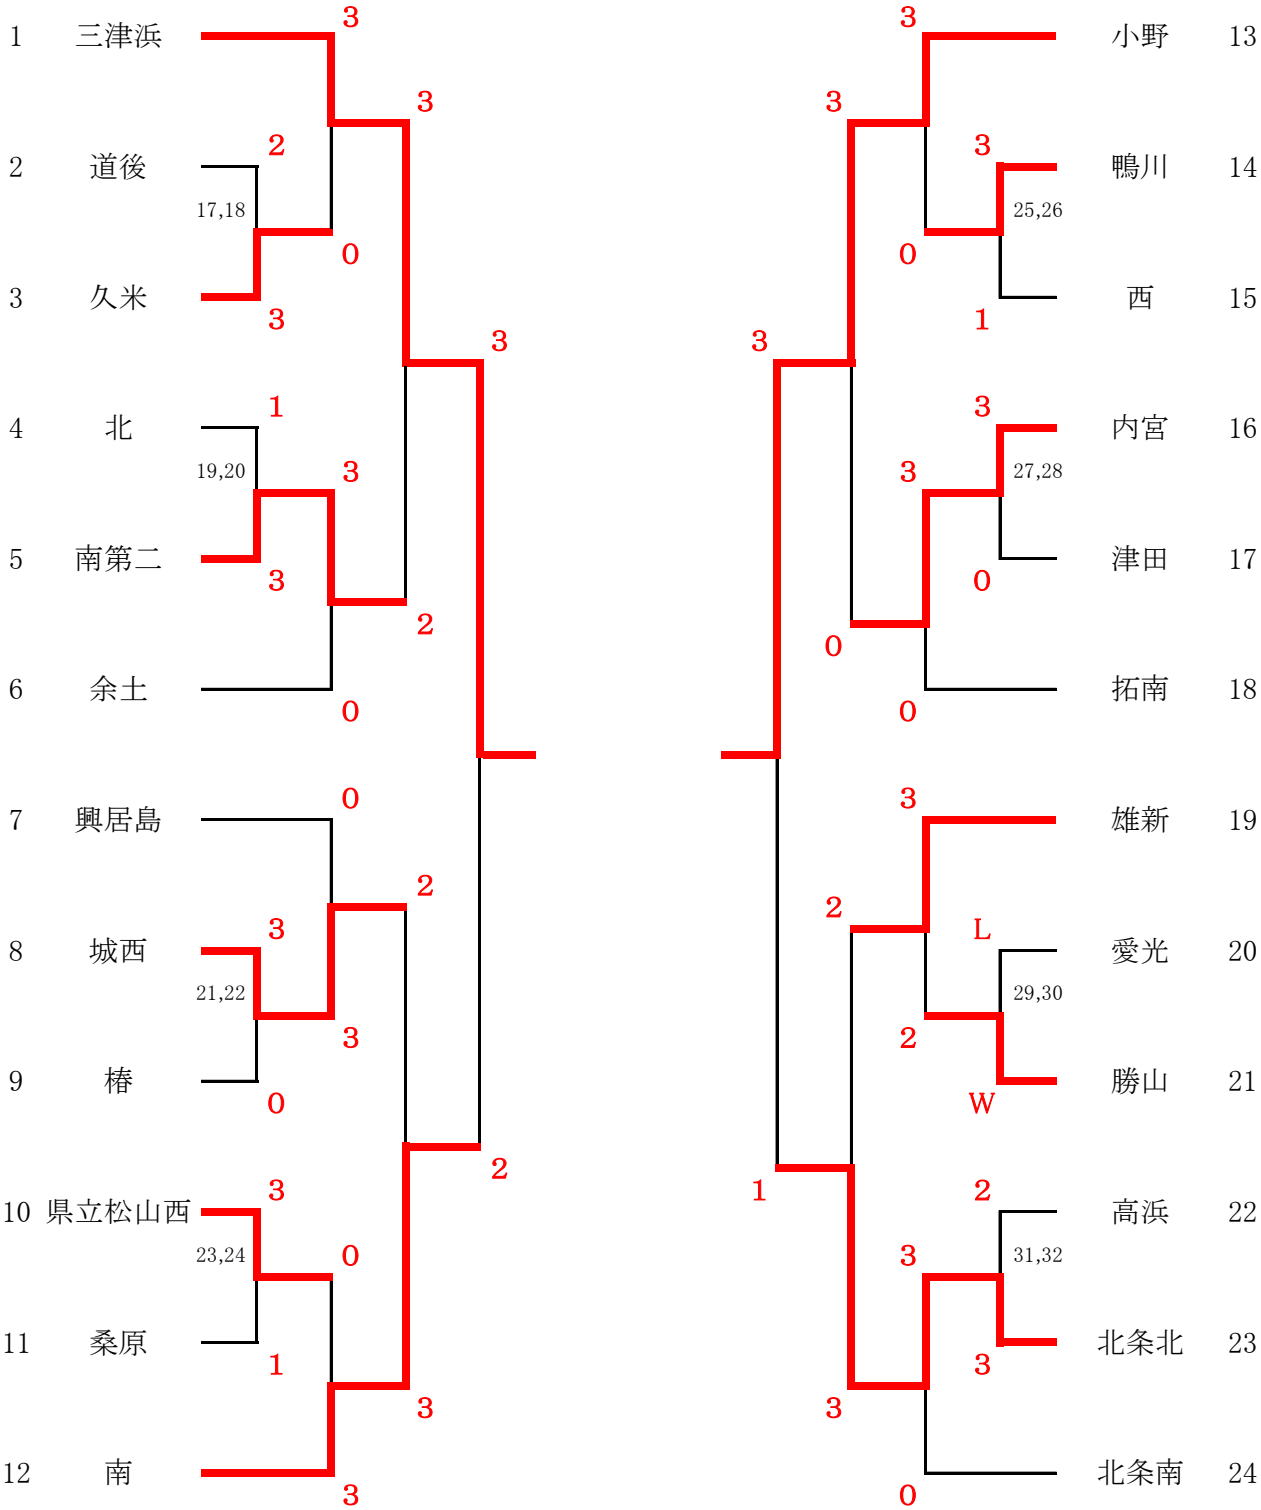 3 3
1 三津浜 小野 13
3 3
2 道後 2 3 鴨川 14
17,18 25,26
0 0
3 久米 3 1 西 15
3 3
4 北 1 3 内宮 16
19,20 3 3 27,28
5 南第二 3 0 津田 17
2 0
6 余土 拓南 18
0 0
0 3
7 興居島 雄新 19
2 2
8 城西 3 L 愛光 20
21,22 29,30
3 2
9 椿 0 W 勝山 21
2 1
10 県立松山西 3 2 高浜 22
23,24 0 3 31,32
11 桑原 1 3 北条北 23
3 3
12 南 北条南 24
3 0